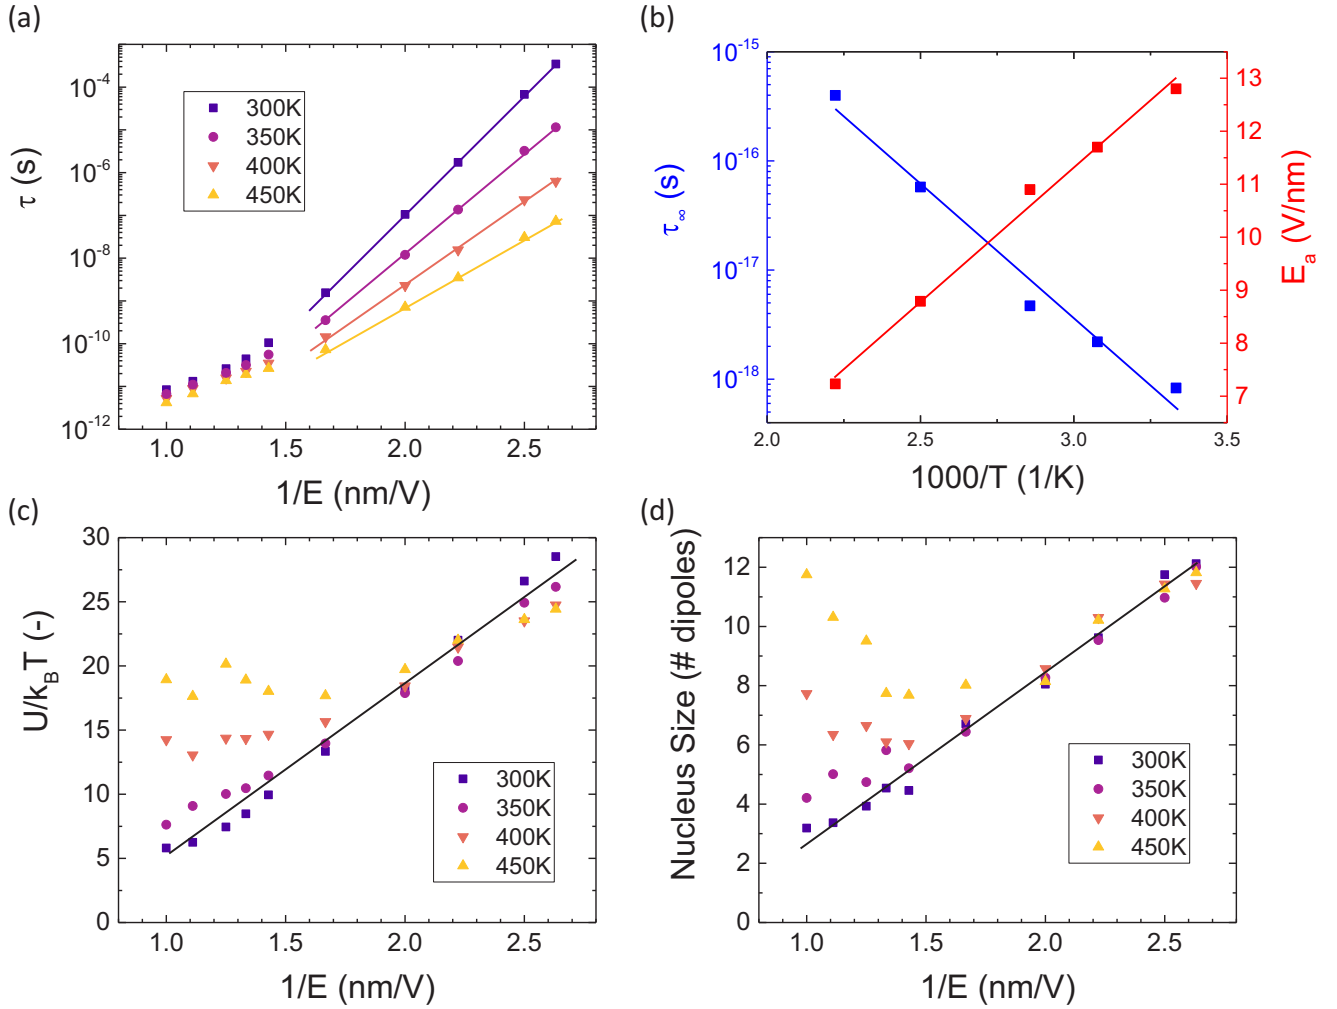 (a)
τ (s)
10⁻⁴
10⁻⁶
10⁻⁸
10⁻¹⁰
10⁻¹²
300K
350K
400K
450K
1.0 1.5 2.0 2.5
1/E (nm/V)
(b)
τ∞ (s)
10⁻¹⁵
10⁻¹⁶
10⁻¹⁷
10⁻¹⁸
13
12
11
10
9
8
7
Eₐ (V/nm)
2.0 2.5 3.0 3.5
1000/T (1/K)
(c)
U/k_BT (-)
30
25
20
15
10
5
0
300K
350K
400K
450K
1.0 1.5 2.0 2.5
1/E (nm/V)
(d)
Nucleus Size (# dipoles)
12
10
8
6
4
2
0
300K
350K
400K
450K
1.0 1.5 2.0 2.5
1/E (nm/V)